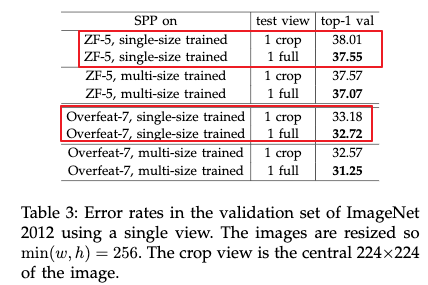 SPP on test view top-1 val
ZF-5, single-size trained 1 crop 38.01
ZF-5, single-size trained 1 full 37.55
ZF-5, multi-size trained 1 crop 37.57
ZF-5, multi-size trained 1 full 37.07
Overfeat-7, single-size trained 1 crop 33.18
Overfeat-7, single-size trained 1 full 32.72
Overfeat-7, multi-size trained 1 crop 32.57
Overfeat-7, multi-size trained 1 full 31.25
Table 3: Error rates in the validation set of ImageNet
2012 using a single view. The images are resized so
min(w, h) = 256. The crop view is the central 224×224
of the image.